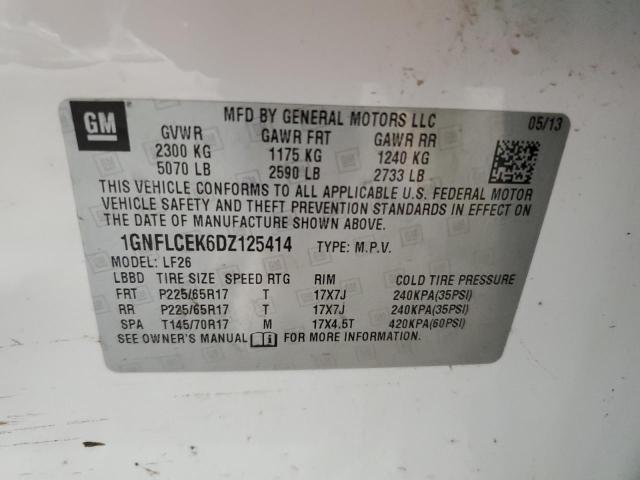 GM
MFD BY GENERAL MOTORS LLC 05/13
GVWR GAWR FRT GAWR RR
2300 KG 1175 KG 1240 KG
5070 LB 2590 LB 2733 LB
THIS VEHICLE CONFORMS TO ALL APPLICABLE U.S. FEDERAL MOTOR
VEHICLE SAFETY AND THEFT PREVENTION STANDARDS IN EFFECT ON
THE DATE OF MANUFACTURE SHOWN ABOVE.
1GNFLCEK6DZ125414 TYPE: M.P.V.
MODEL: LF26
LBBD TIRE SIZE SPEED RTG RIM COLD TIRE PRESSURE
FRT P225/65R17 T 17X7J 240KPA(35PSI)
RR P225/65R17 T 17X7J 240KPA(35PSI)
SPA T145/70R17 M 17X4.5T 420KPA(60PSI)
SEE OWNER'S MANUAL FOR MORE INFORMATION.